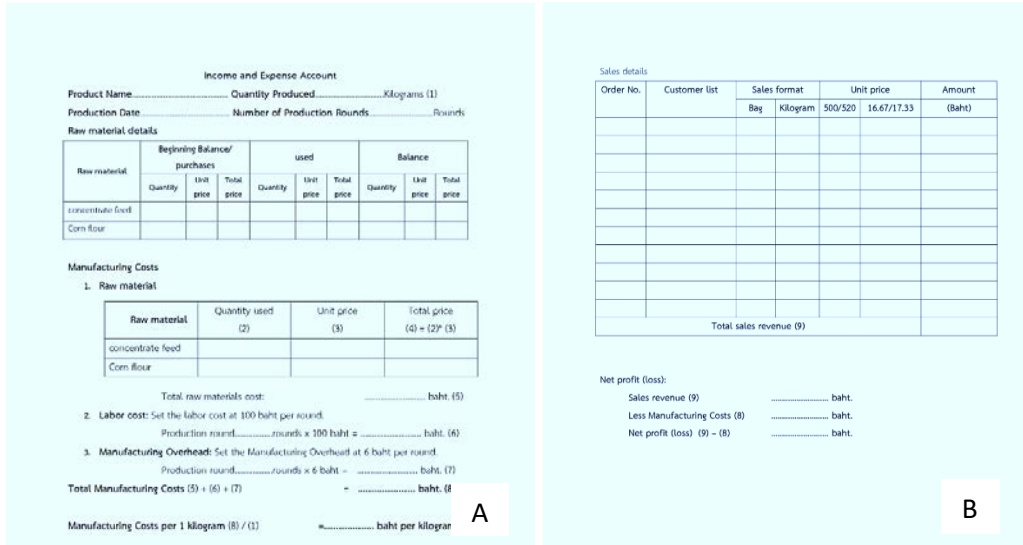 Income and Expense Account
Product Name.............................. Quantity Produced......................Kilograms (1)
Production Date.............................. Number of Production Rounds....................Rounds
Raw material details
Raw material
Beginning Balance/ purchases
used
Balance
Quantity Unit price Total price Quantity Unit price Total price Quantity Unit price Total price
concentrate feed
Corn flour
Manufacturing Costs
1. Raw material
Raw material
Quantity used (2)
Unit price (3)
Total price (4) = (2)* (3)
concentrate feed
Corn flour
Total raw materials cost: ...................... baht. (5)
2. Labor cost: Set the labor cost at 100 baht per round.
Production round.............rounds x 100 baht = ...................... baht. (6)
3. Manufacturing Overhead: Set the Manufacturing Overhead at 6 baht per round.
Production round.............rounds x 6 baht = ...................... baht. (7)
Total Manufacturing Costs (5) + (6) + (7) = ...................... baht. (8
Manufacturing Costs per 1 kilogram (8) / (1) =.................. baht per kilogram
A
Sales details
Order No. Customer list Sales format Unit price Amount
Bag Kilogram 500/520 16.67/17.33 (Baht)
Total sales revenue (9)
Net profit (loss):
Sales revenue (9) ...................... baht.
Less Manufacturing Costs (8) ...................... baht.
Net profit (loss) (9) – (8) ...................... baht.
B